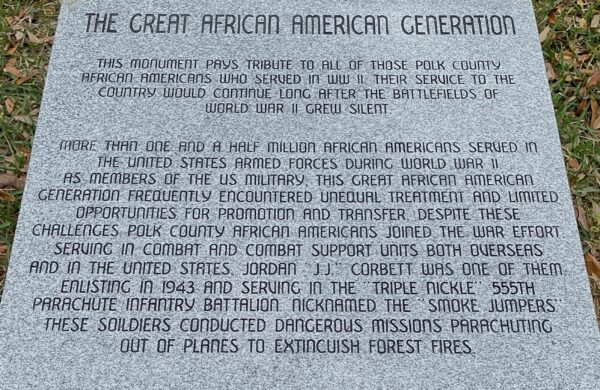 THE GREAT AFRICAN AMERICAN GENERATION
THIS MONUMENT PAYS TRIBUTE TO ALL OF THOSE POLK COUNTY
AFRICAN AMERICANS WHO SERVED IN WW II. THEIR SERVICE TO THE
COUNTRY WOULD CONTINUE LONG AFTER THE BATTLEFIELDS OF
WORLD WAR II GREW SILENT.
MORE THAN ONE AND A HALF MILLION AFRICAN AMERICANS SERVED IN
THE UNITED STATES ARMED FORCES DURING WORLD WAR II
AS MEMBERS OF THE US MILITARY, THIS GREAT AFRICAN AMERICAN
GENERATION FREQUENTLY ENCOUNTERED UNEQUAL TREATMENT AND LIMITED
OPPORTUNITIES FOR PROMOTION AND TRANSFER. DESPITE THESE
CHALLENGES POLK COUNTY AFRICAN AMERICANS JOINED THE WAR EFFORT
SERVING IN COMBAT AND COMBAT SUPPORT UNITS BOTH OVERSEAS
AND IN THE UNITED STATES. JORDAN "J.J." CORBETT WAS ONE OF THEM.
ENLISTING IN 1943 AND SERVING IN THE "TRIPLE NICKLE" 555TH
PARACHUTE INFANTRY BATTALION. NICKNAMED THE "SMOKE JUMPERS"
THESE SOILDIERS CONDUCTED DANGEROUS MISSIONS PARACHUTING
OUT OF PLANES TO EXTINCUISH FOREST FIRES.